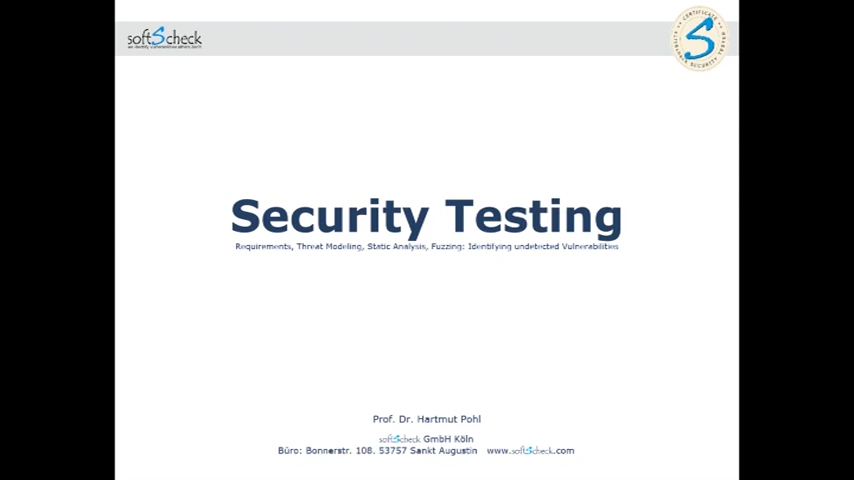 softScheck
Security Testing
Requirements, Threat Modeling, Static Analysis, Fuzzing: Identifying undetected Vulnerabilities
Prof. Dr. Hartmut Pohl
softScheck GmbH Köln
Büro: Bonnerstr. 108. 53757 Sankt Augustin www.softScheck.com